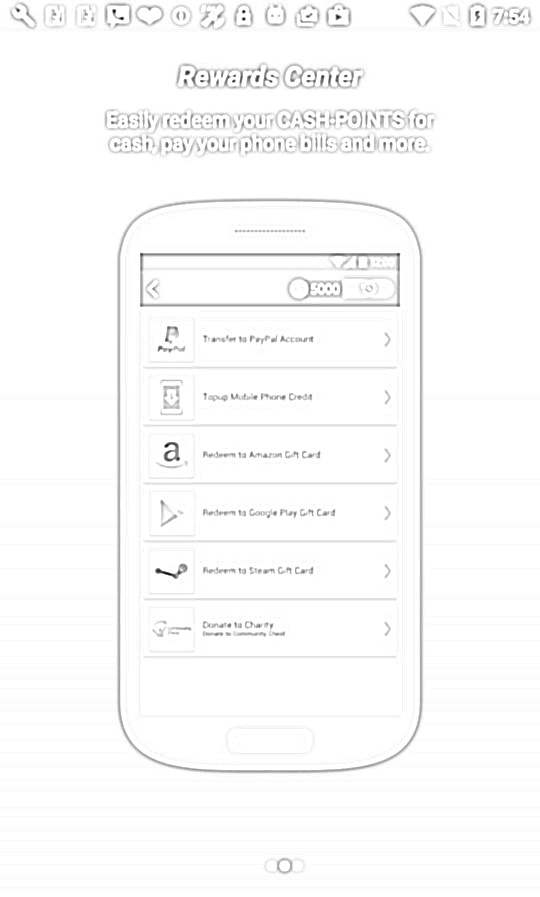 7:54
Rewards Center
Easily redeem your CASH-POINTS for
cash, pay your phone bills and more.
5000
PayPal
Transfer to PayPal Account
Topup Mobile Phone Credit
a
Redeem to Amazon Gift Card
Redeem to Google Play Gift Card
Redeem to Steam Gift Card
Donate to Charity
Donate to Community Chest